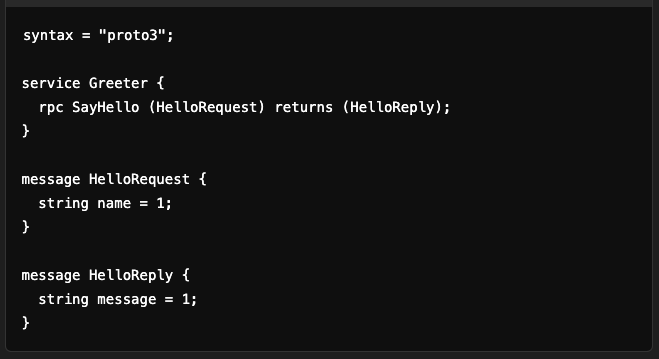 syntax = "proto3";

service Greeter {
  rpc SayHello (HelloRequest) returns (HelloReply);
}

message HelloRequest {
  string name = 1;
}

message HelloReply {
  string message = 1;
}